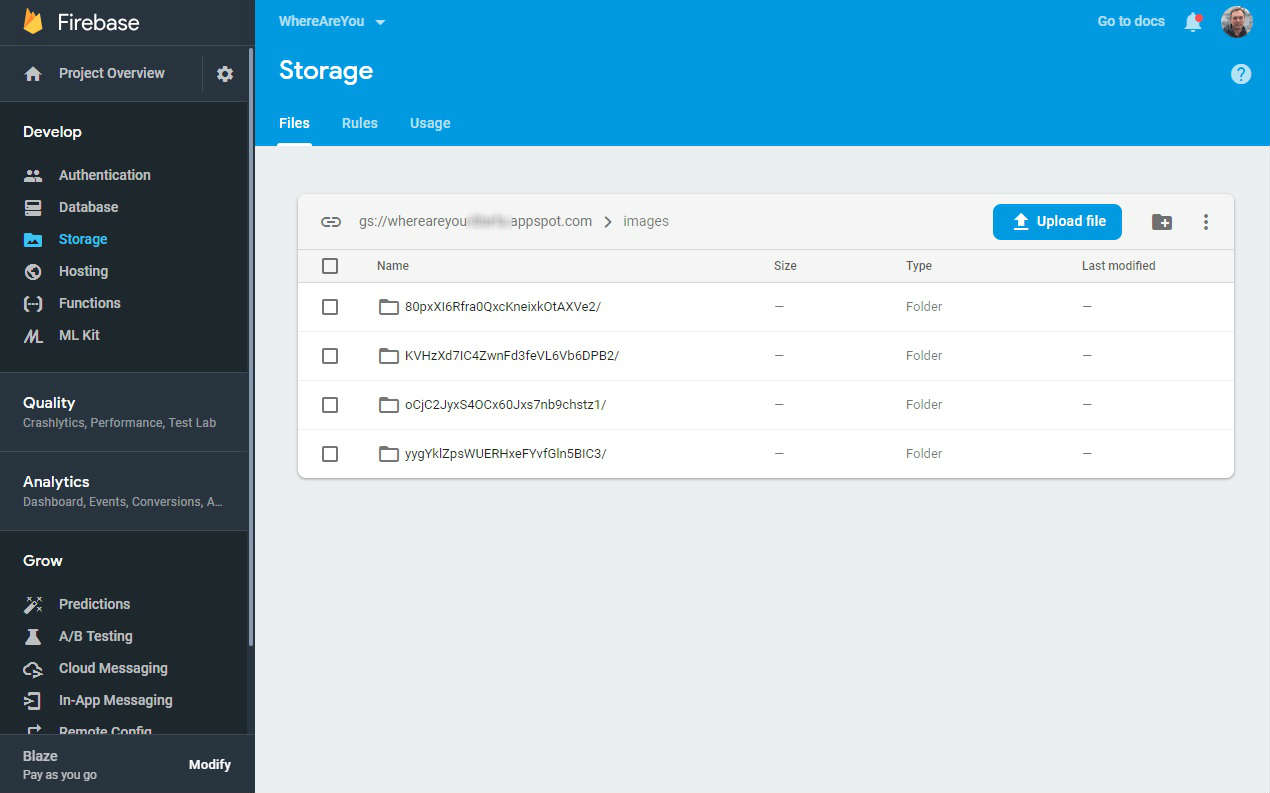 Firebase
Project Overview
Develop
Authentication
Database
Storage
Hosting
Functions
ML Kit
Quality
Crashlytics, Performance, Test Lab
Analytics
Dashboard, Events, Conversions, A...
Grow
Predictions
A/B Testing
Cloud Messaging
In-App Messaging
Remote Config
Blaze
Pay as you go
Modify
WhereAreYou
Go to docs
Storage
Files Rules Usage
gs://whereareyou appspot.com > images
Upload file
Name Size Type Last modified
80pxXI6Rfra0QxcKneixkOtAXVe2/ — Folder —
KVHzXd7IC4ZwnFd3feVL6Vb6DPB2/ — Folder —
oCjC2JyxS4OCx60Jxs7nb9chstz1/ — Folder —
yygYklZpsWUERHxeFYvfGln5BIC3/ — Folder —